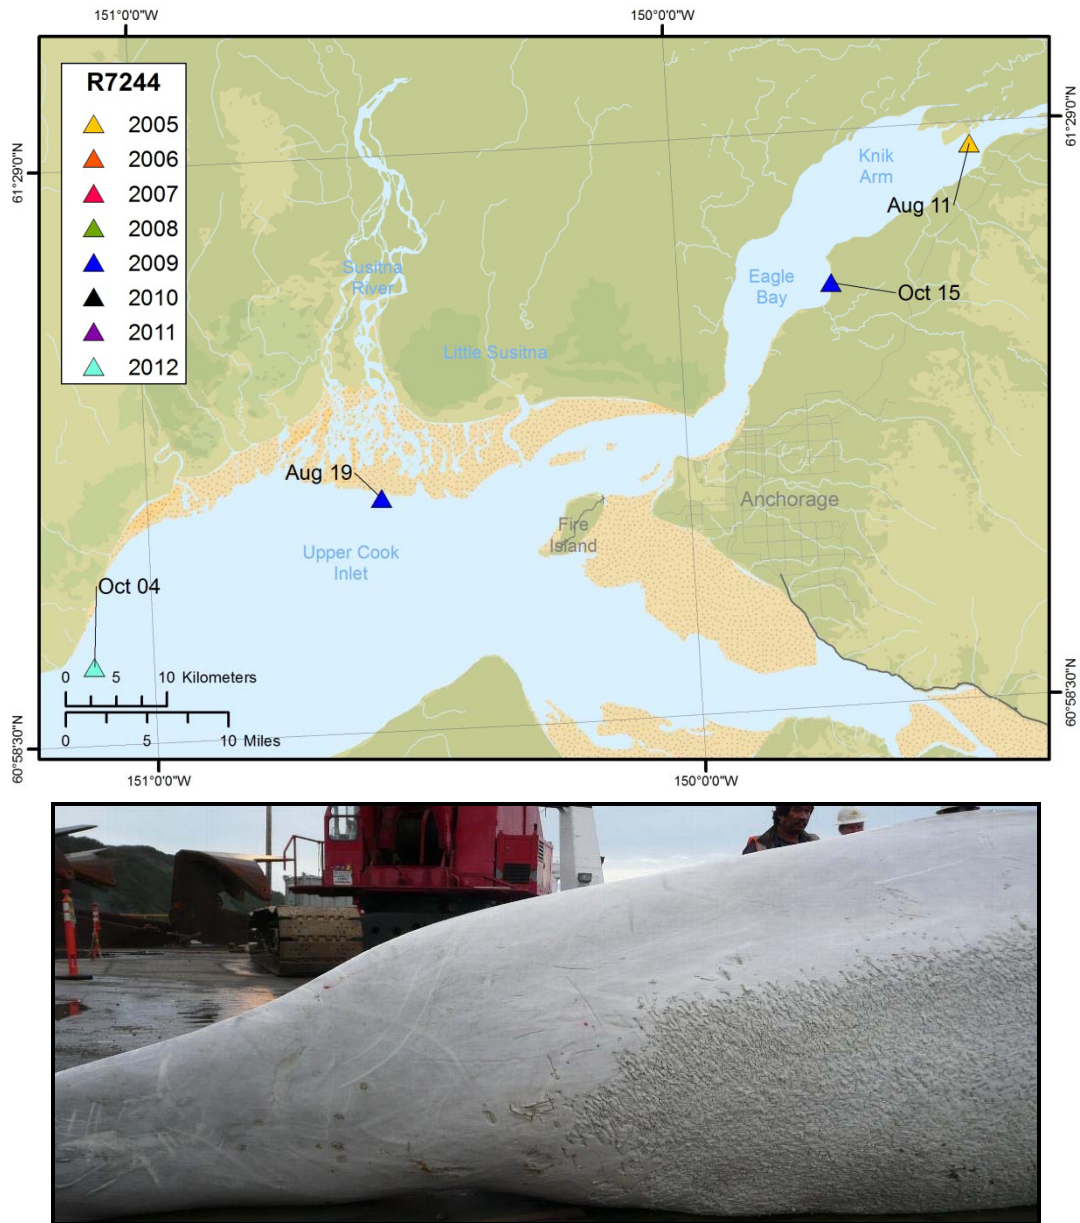 151°0'0"W
150°0'0"W
R7244
2005
2006
2007
2008
2009
2010
2011
2012
61°29'0"N
61°29'0"N
Knik
Arm
Aug 11
Susitna
River
Eagle
Bay
Oct 15
Little Susitna
Aug 19
Anchorage
Fire
Island
Upper Cook
Inlet
Oct 04
0 5 10 Kilometers
0 5 10 Miles
60°58'30"N
60°58'30"N
151°0'0"W
150°0'0"W